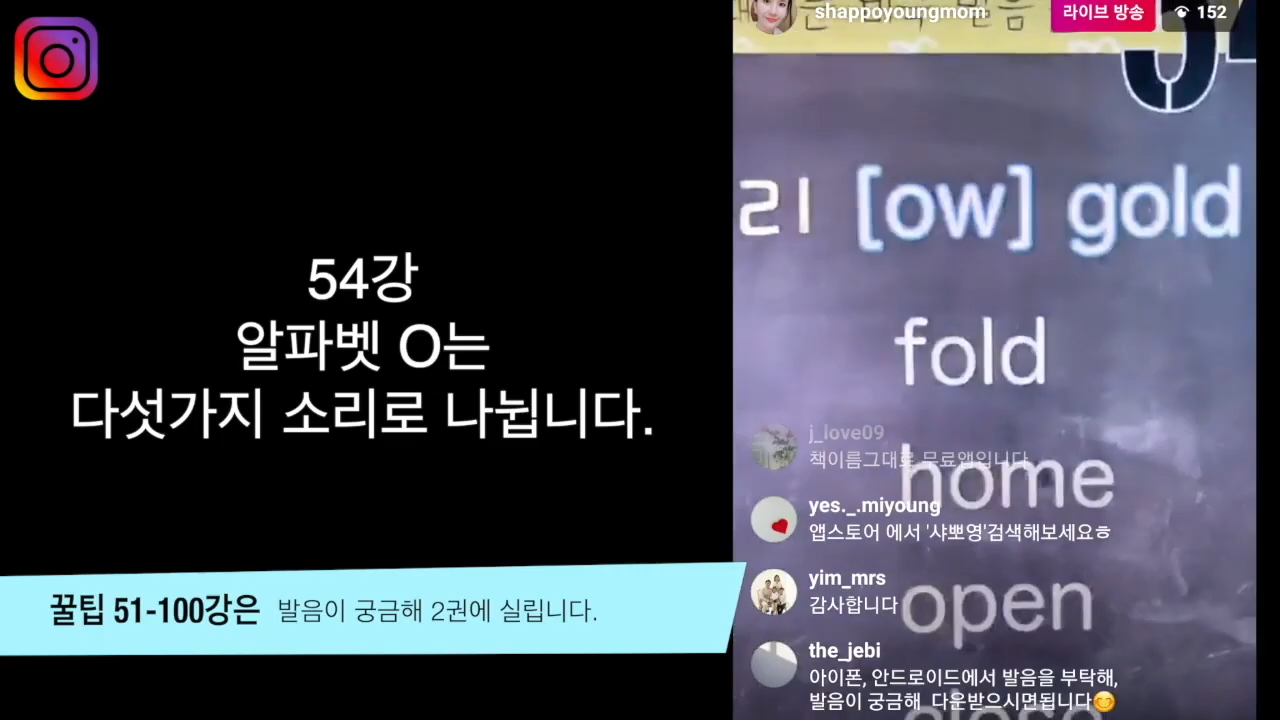 54강
알파벳 O는
다섯가지 소리로 나뉩니다.
꿀팁 51-100강은 발음이 궁금해 2권에 실립니다.
shappoyoungmom
라이브 방송
152
리 [ow] gold
fold
home
open
close
j_love09
책이름그대로 무료앱입니다
yes._.miyoung
앱스토어 에서 '샤뽀영'검색해보세요ㅎ
yim_mrs
감사합니다
the_jebi
아이폰, 안드로이드에서 발음을 부탁해,
발음이 궁금해 다운받으시면됩니다😊